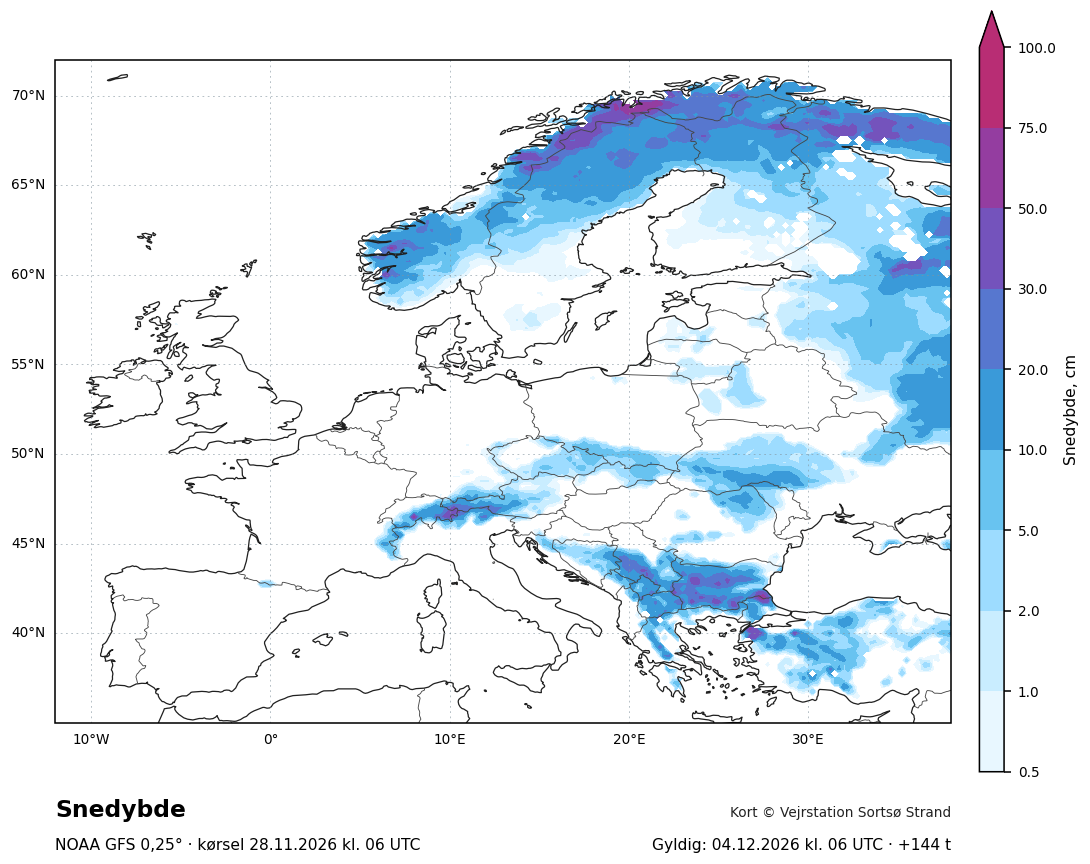 100.0
75.0
50.0
30.0
20.0
10.0
5.0
2.0
1.0
0.5
Snedybde, cm
70°N
65°N
60°N
55°N
50°N
45°N
40°N
10°W
0°
10°E
20°E
30°E
Snedybde
Kort © Vejrstation Sortsø Strand
NOAA GFS 0,25° · kørsel 28.11.2026 kl. 06 UTC
Gyldig: 04.12.2026 kl. 06 UTC · +144 t